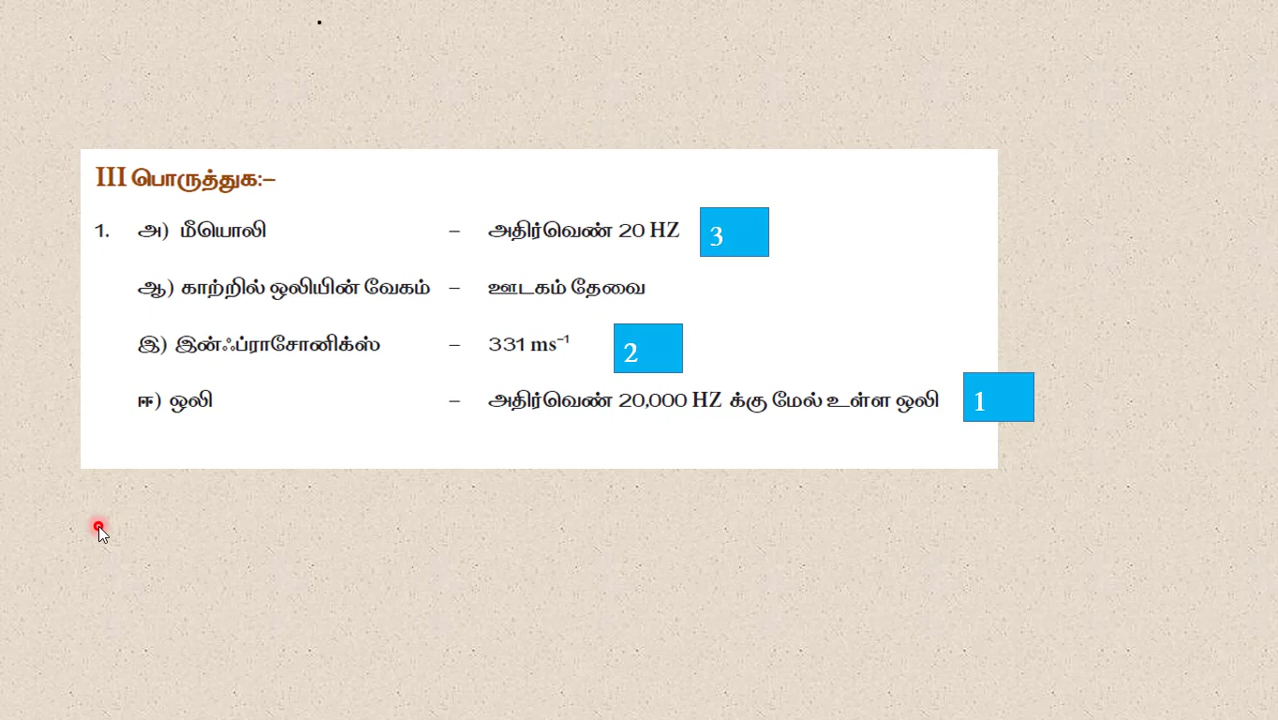 III பொருத்துக:–
1. அ) மீயொலி – அதிர்வெண் 20 HZ 3
ஆ) காற்றில் ஒலியின் வேகம் – ஊடகம் தேவை
இ) இன்ஃப்ராசோனிக்ஸ் – 331 ms⁻¹ 2
ஈ) ஒலி – அதிர்வெண் 20,000 HZ க்கு மேல் உள்ள ஒலி 1